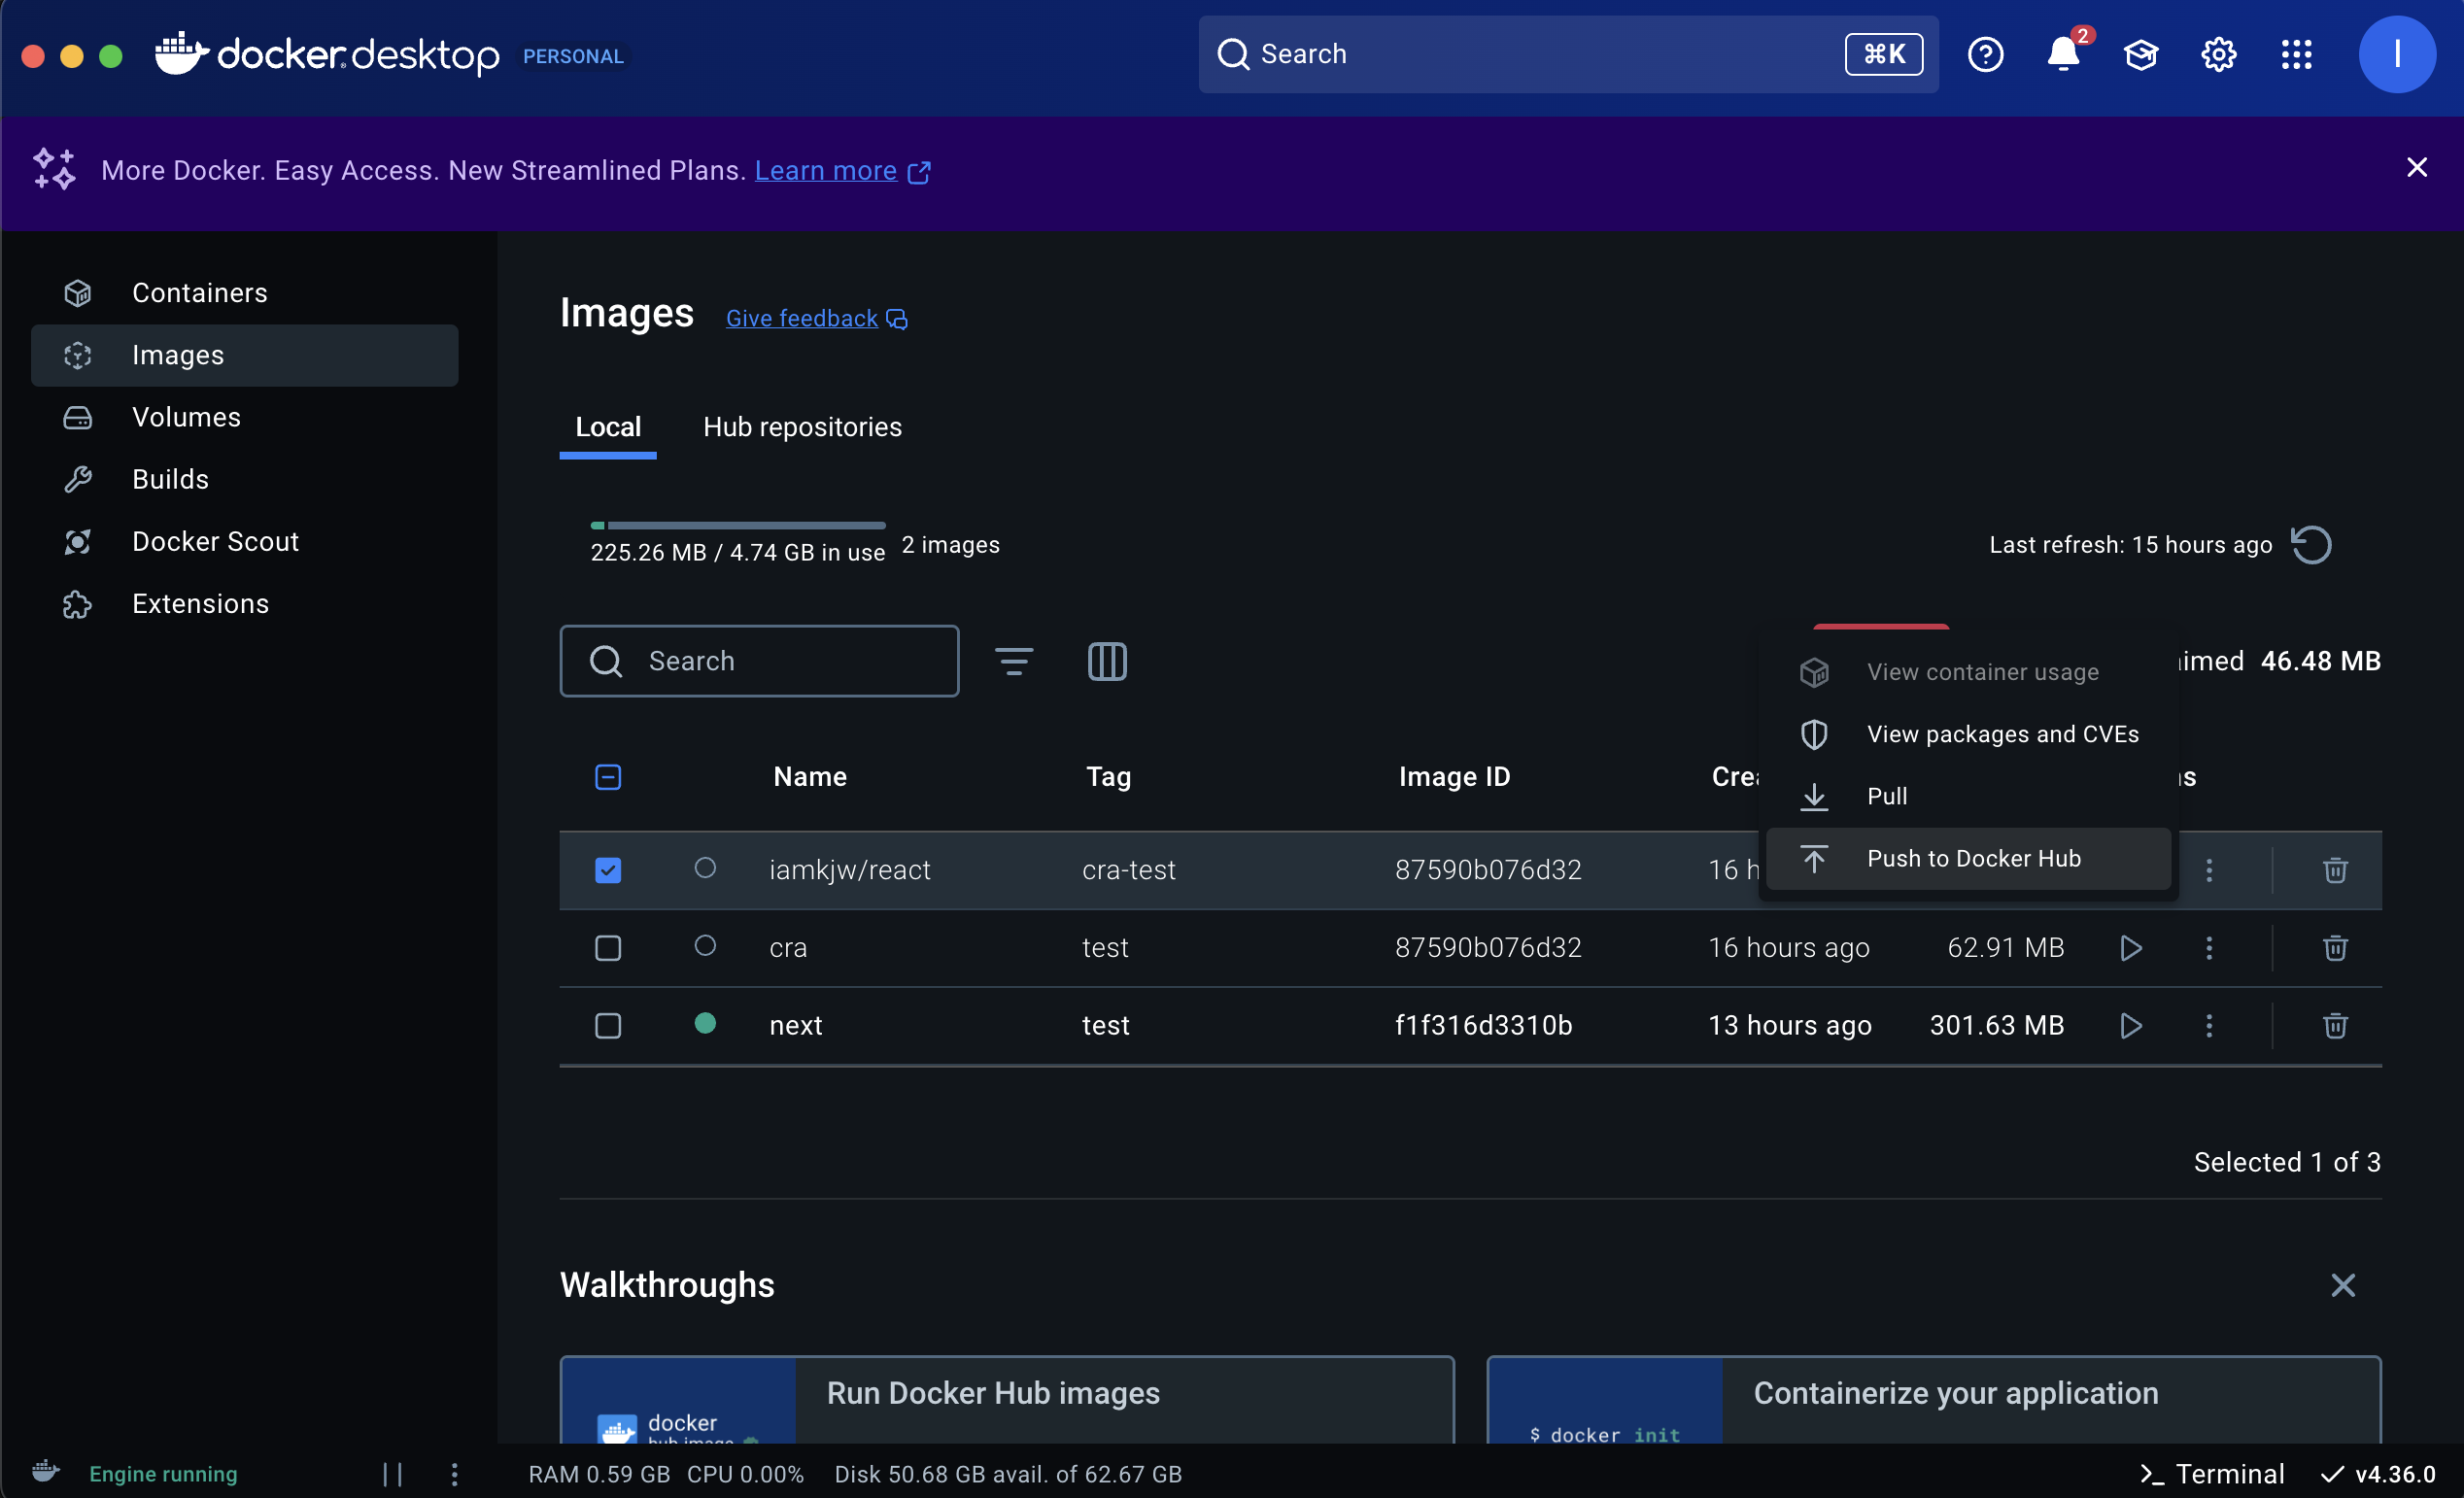 docker desktop PERSONAL
Search ⌘K
2
I
More Docker. Easy Access. New Streamlined Plans. Learn more
Containers
Images
Volumes
Builds
Docker Scout
Extensions
Images Give feedback
Local Hub repositories
225.26 MB / 4.74 GB in use 2 images
Last refresh: 15 hours ago
Search
46.48 MB
View container usage
View packages and CVEs
Pull
Push to Docker Hub
Name Tag Image ID
iamkjw/react cra-test 87590b076d32 16 h
cra test 87590b076d32 16 hours ago 62.91 MB
next test f1f316d3310b 13 hours ago 301.63 MB
Selected 1 of 3
Walkthroughs
docker
Run Docker Hub images
$ docker init
Containerize your application
Engine running
RAM 0.59 GB CPU 0.00% Disk 50.68 GB avail. of 62.67 GB
>_ Terminal v4.36.0